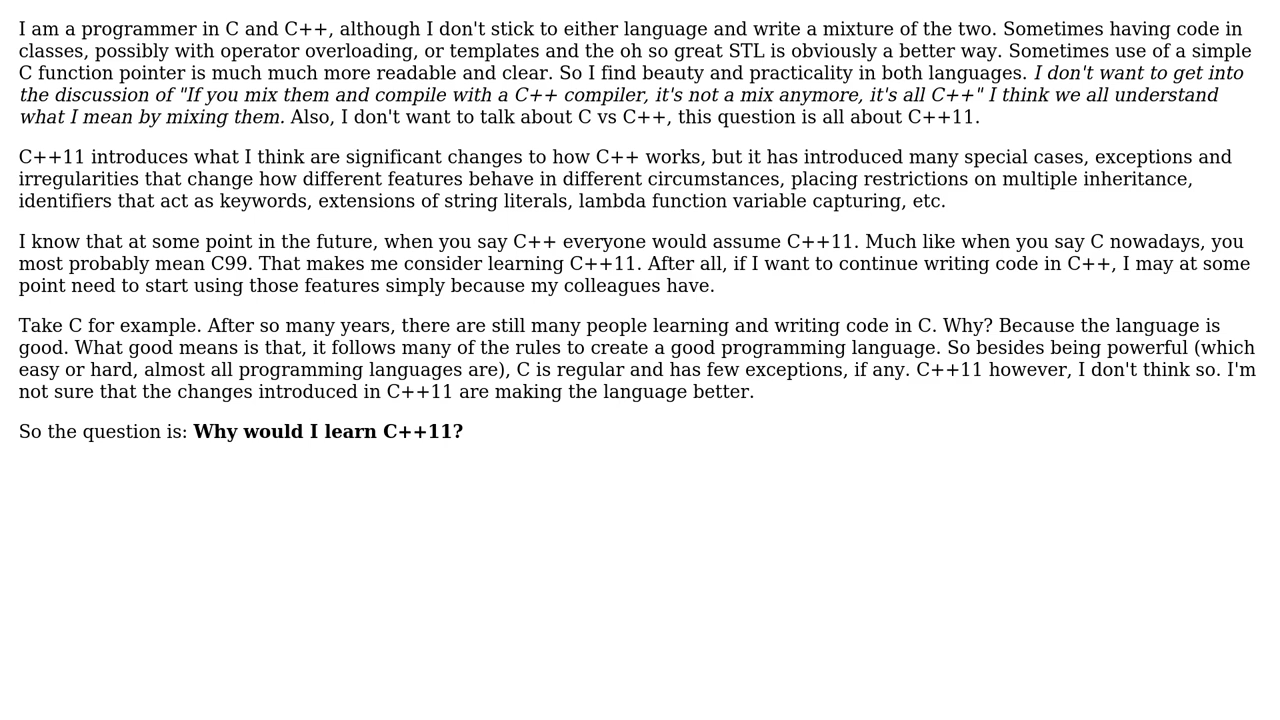 I am a programmer in C and C++, although I don't stick to either language and write a mixture of the two. Sometimes having code in
classes, possibly with operator overloading, or templates and the oh so great STL is obviously a better way. Sometimes use of a simple
C function pointer is much much more readable and clear. So I find beauty and practicality in both languages. I don't want to get into
the discussion of "If you mix them and compile with a C++ compiler, it's not a mix anymore, it's all C++" I think we all understand
what I mean by mixing them. Also, I don't want to talk about C vs C++, this question is all about C++11.
C++11 introduces what I think are significant changes to how C++ works, but it has introduced many special cases, exceptions and
irregularities that change how different features behave in different circumstances, placing restrictions on multiple inheritance,
identifiers that act as keywords, extensions of string literals, lambda function variable capturing, etc.
I know that at some point in the future, when you say C++ everyone would assume C++11. Much like when you say C nowadays, you
most probably mean C99. That makes me consider learning C++11. After all, if I want to continue writing code in C++, I may at some
point need to start using those features simply because my colleagues have.
Take C for example. After so many years, there are still many people learning and writing code in C. Why? Because the language is
good. What good means is that, it follows many of the rules to create a good programming language. So besides being powerful (which
easy or hard, almost all programming languages are), C is regular and has few exceptions, if any. C++11 however, I don't think so. I'm
not sure that the changes introduced in C++11 are making the language better.
So the question is: Why would I learn C++11?